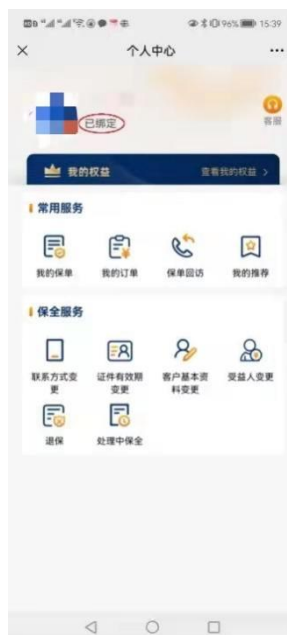 96% 15:39
个人中心
已绑定
客服
我的权益 查看我的权益
常用服务
我的保单 我的订单 保单回访 我的推荐
保全服务
联系方式变更 证件有效期变更 客户基本资料变更 受益人变更
退保 处理中保全